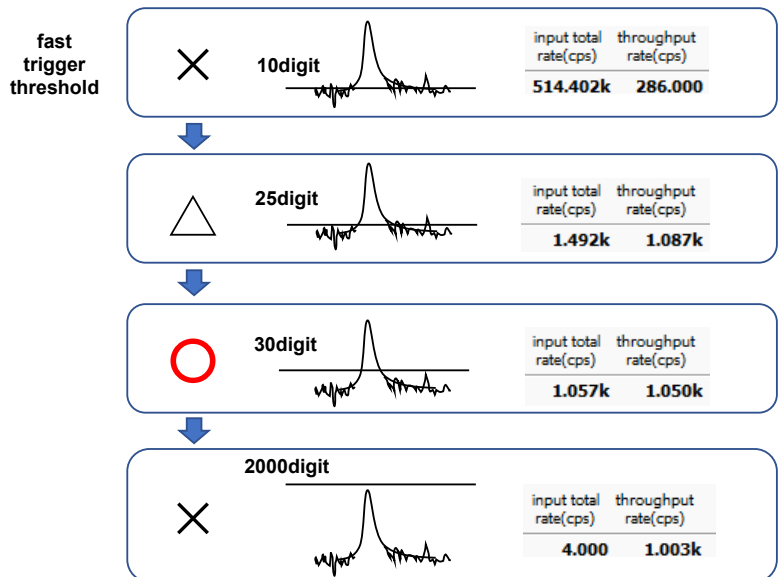 fast
trigger
threshold
10digit
input total throughput
rate(cps) rate(cps)
514.402k 286.000
25digit
input total throughput
rate(cps) rate(cps)
1.492k 1.087k
30digit
input total throughput
rate(cps) rate(cps)
1.057k 1.050k
2000digit
input total throughput
rate(cps) rate(cps)
4.000 1.003k